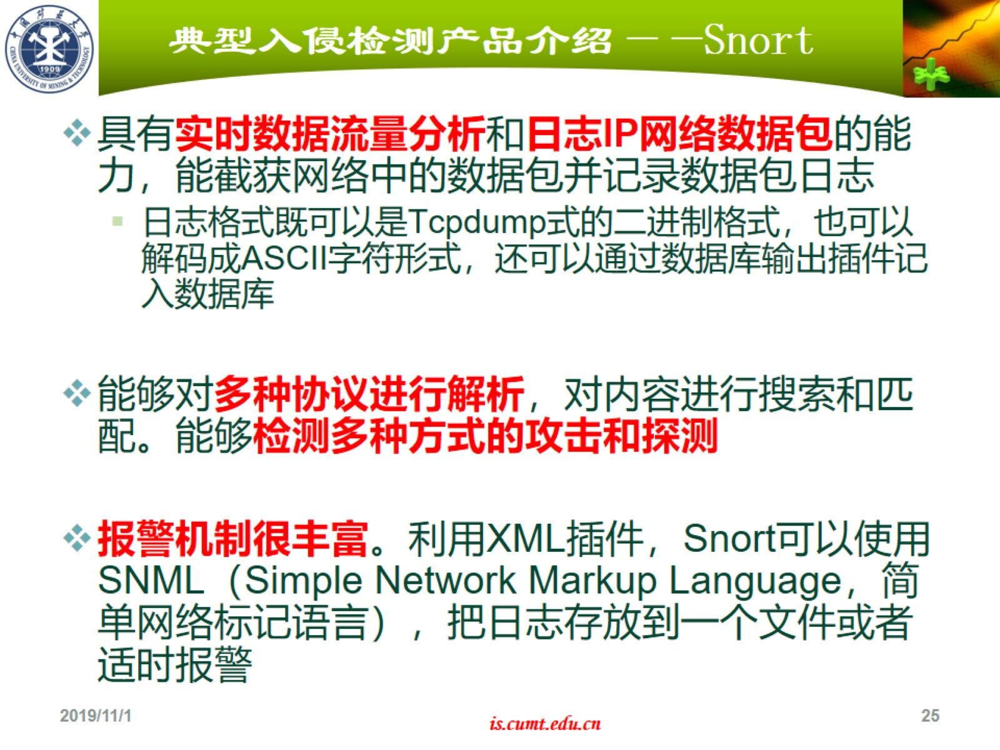 中国矿业大学
CHINA UNIVERSITY OF MINING & TECHNOLOGY
1909
典型入侵检测产品介绍——Snort
具有实时数据流量分析和日志IP网络数据包的能
力，能截获网络中的数据包并记录数据包日志
日志格式既可以是Tcpdump式的二进制格式，也可以
解码成ASCII字符形式，还可以通过数据库输出插件记
入数据库
能够对多种协议进行解析，对内容进行搜索和匹
配。能够检测多种方式的攻击和探测
报警机制很丰富。利用XML插件，Snort可以使用
SNML（Simple Network Markup Language，简
单网络标记语言），把日志存放到一个文件或者
适时报警
2019/11/1
is.cumt.edu.cn
25